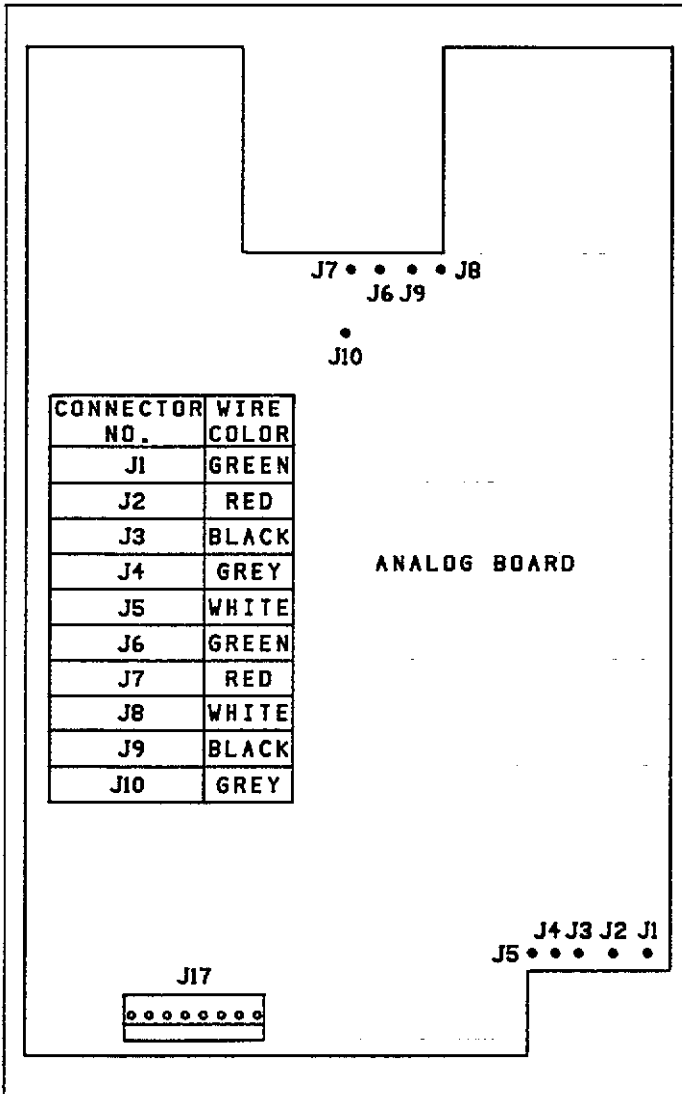 J7 J8
J6 J9
J10
CONNECTOR NO. WIRE COLOR
J1 GREEN
J2 RED
J3 BLACK
J4 GREY
J5 WHITE
J6 GREEN
J7 RED
J8 WHITE
J9 BLACK
J10 GREY
ANALOG BOARD
J4 J3 J2 J1
J5
J17